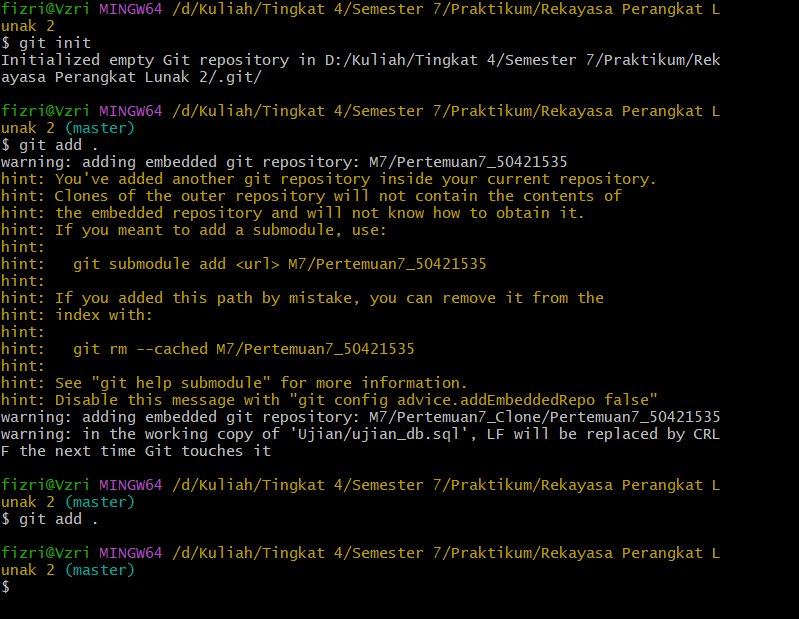 fizri@Vzri MINGW64 /d/Kuliah/Tingkat 4/Semester 7/Praktikum/Rekayasa Perangkat L
unak 2
$ git init
Initialized empty Git repository in D:/Kuliah/Tingkat 4/Semester 7/Praktikum/Rek
ayasa Perangkat Lunak 2/.git/

fizri@Vzri MINGW64 /d/Kuliah/Tingkat 4/Semester 7/Praktikum/Rekayasa Perangkat L
unak 2 (master)
$ git add .
warning: adding embedded git repository: M7/Pertemuan7_50421535
hint: You've added another git repository inside your current repository.
hint: Clones of the outer repository will not contain the contents of
hint: the embedded repository and will not know how to obtain it.
hint: If you meant to add a submodule, use:
hint:
hint:   git submodule add <url> M7/Pertemuan7_50421535
hint:
hint: If you added this path by mistake, you can remove it from the
hint: index with:
hint:
hint:   git rm --cached M7/Pertemuan7_50421535
hint:
hint: See "git help submodule" for more information.
hint: Disable this message with "git config advice.addEmbeddedRepo false"
warning: adding embedded git repository: M7/Pertemuan7_Clone/Pertemuan7_50421535
warning: in the working copy of 'Ujian/ujian_db.sql', LF will be replaced by CRL
F the next time Git touches it

fizri@Vzri MINGW64 /d/Kuliah/Tingkat 4/Semester 7/Praktikum/Rekayasa Perangkat L
unak 2 (master)
$ git add .

fizri@Vzri MINGW64 /d/Kuliah/Tingkat 4/Semester 7/Praktikum/Rekayasa Perangkat L
unak 2 (master)
$